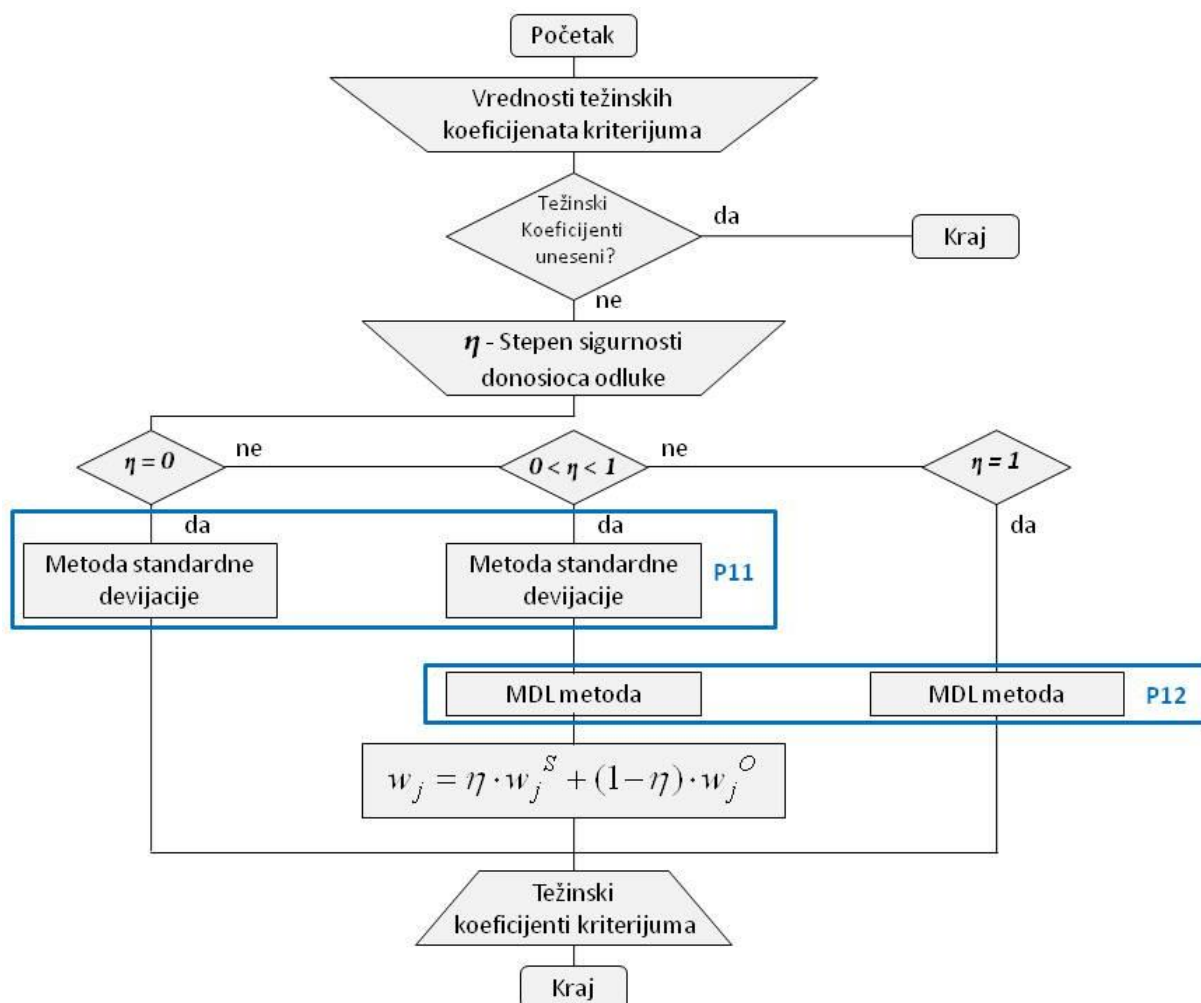 Početak
Vrednosti težinskih
koeficijenata kriterijuma
Težinski
Koeficijenti
uneseni?
da
Kraj
ne
η - Stepen sigurnosti
donosioca odluke
η = 0
ne
0 < η < 1
ne
η = 1
da
da
da
Metoda standardne
devijacije
Metoda standardne
devijacije
P11
MDL metoda
MDL metoda
P12
w_j = η · w_j^S + (1 − η) · w_j^O
Težinski
koeficijenti kriterijuma
Kraj